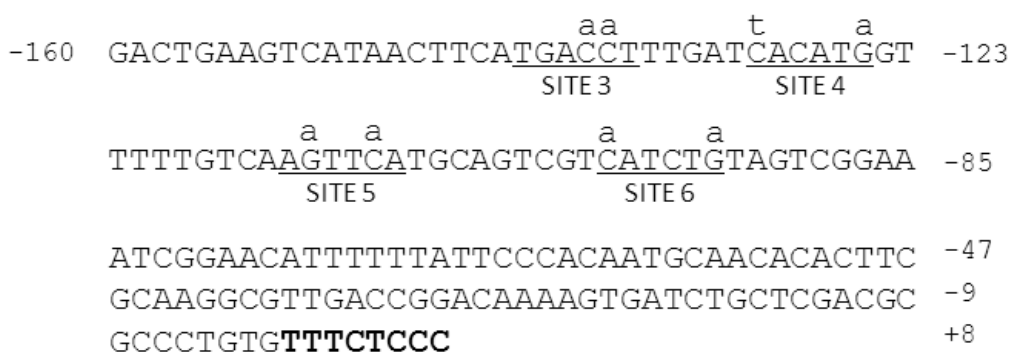 aa t a
-160 GACTGAAGTCATAACTTCATGACCTTTGATCACATGGT -123
SITE 3 SITE 4
a a a a
TTTTGTCAAGTTCATGCAGTCGTCATCTGTAGTCGGAA -85
SITE 5 SITE 6
ATCGGAACATTTTTTATTCCCACAATGCAACACACTTC -47
GCAAGGCGTTGACCGGACAAAAGTGATCTGCTCGACGC -9
GCCCTGTGTTTCTCCC +8